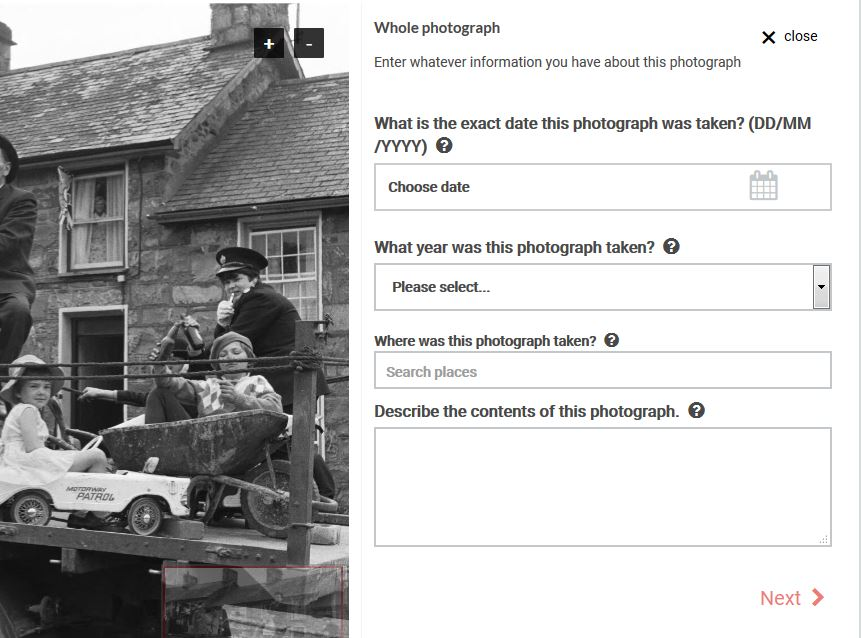 + -
Whole photograph
× close
Enter whatever information you have about this photograph
What is the exact date this photograph was taken? (DD/MM
/YYYY) ?
Choose date
What year was this photograph taken? ?
Please select...
Where was this photograph taken? ?
Search places
Describe the contents of this photograph. ?
MOTORWAY
PATROL
Next